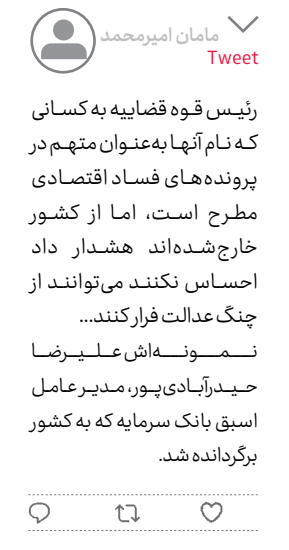 مامان امیرمحمد
Tweet
رئیس قوه قضاییه به کسانی
که نام آنها به‌عنوان متهم در
پرونده‌های فساد اقتصادی
مطرح است، اما از کشور
خارج‌شده‌اند هشدار داد
احساس نکنند می‌توانند از
چنگ عدالت فرار کنند...
نمونه‌اش علیرضا
حیدرآبادی‌پور، مدیرعامل
اسبق بانک سرمایه که به کشور
برگردانده شد.